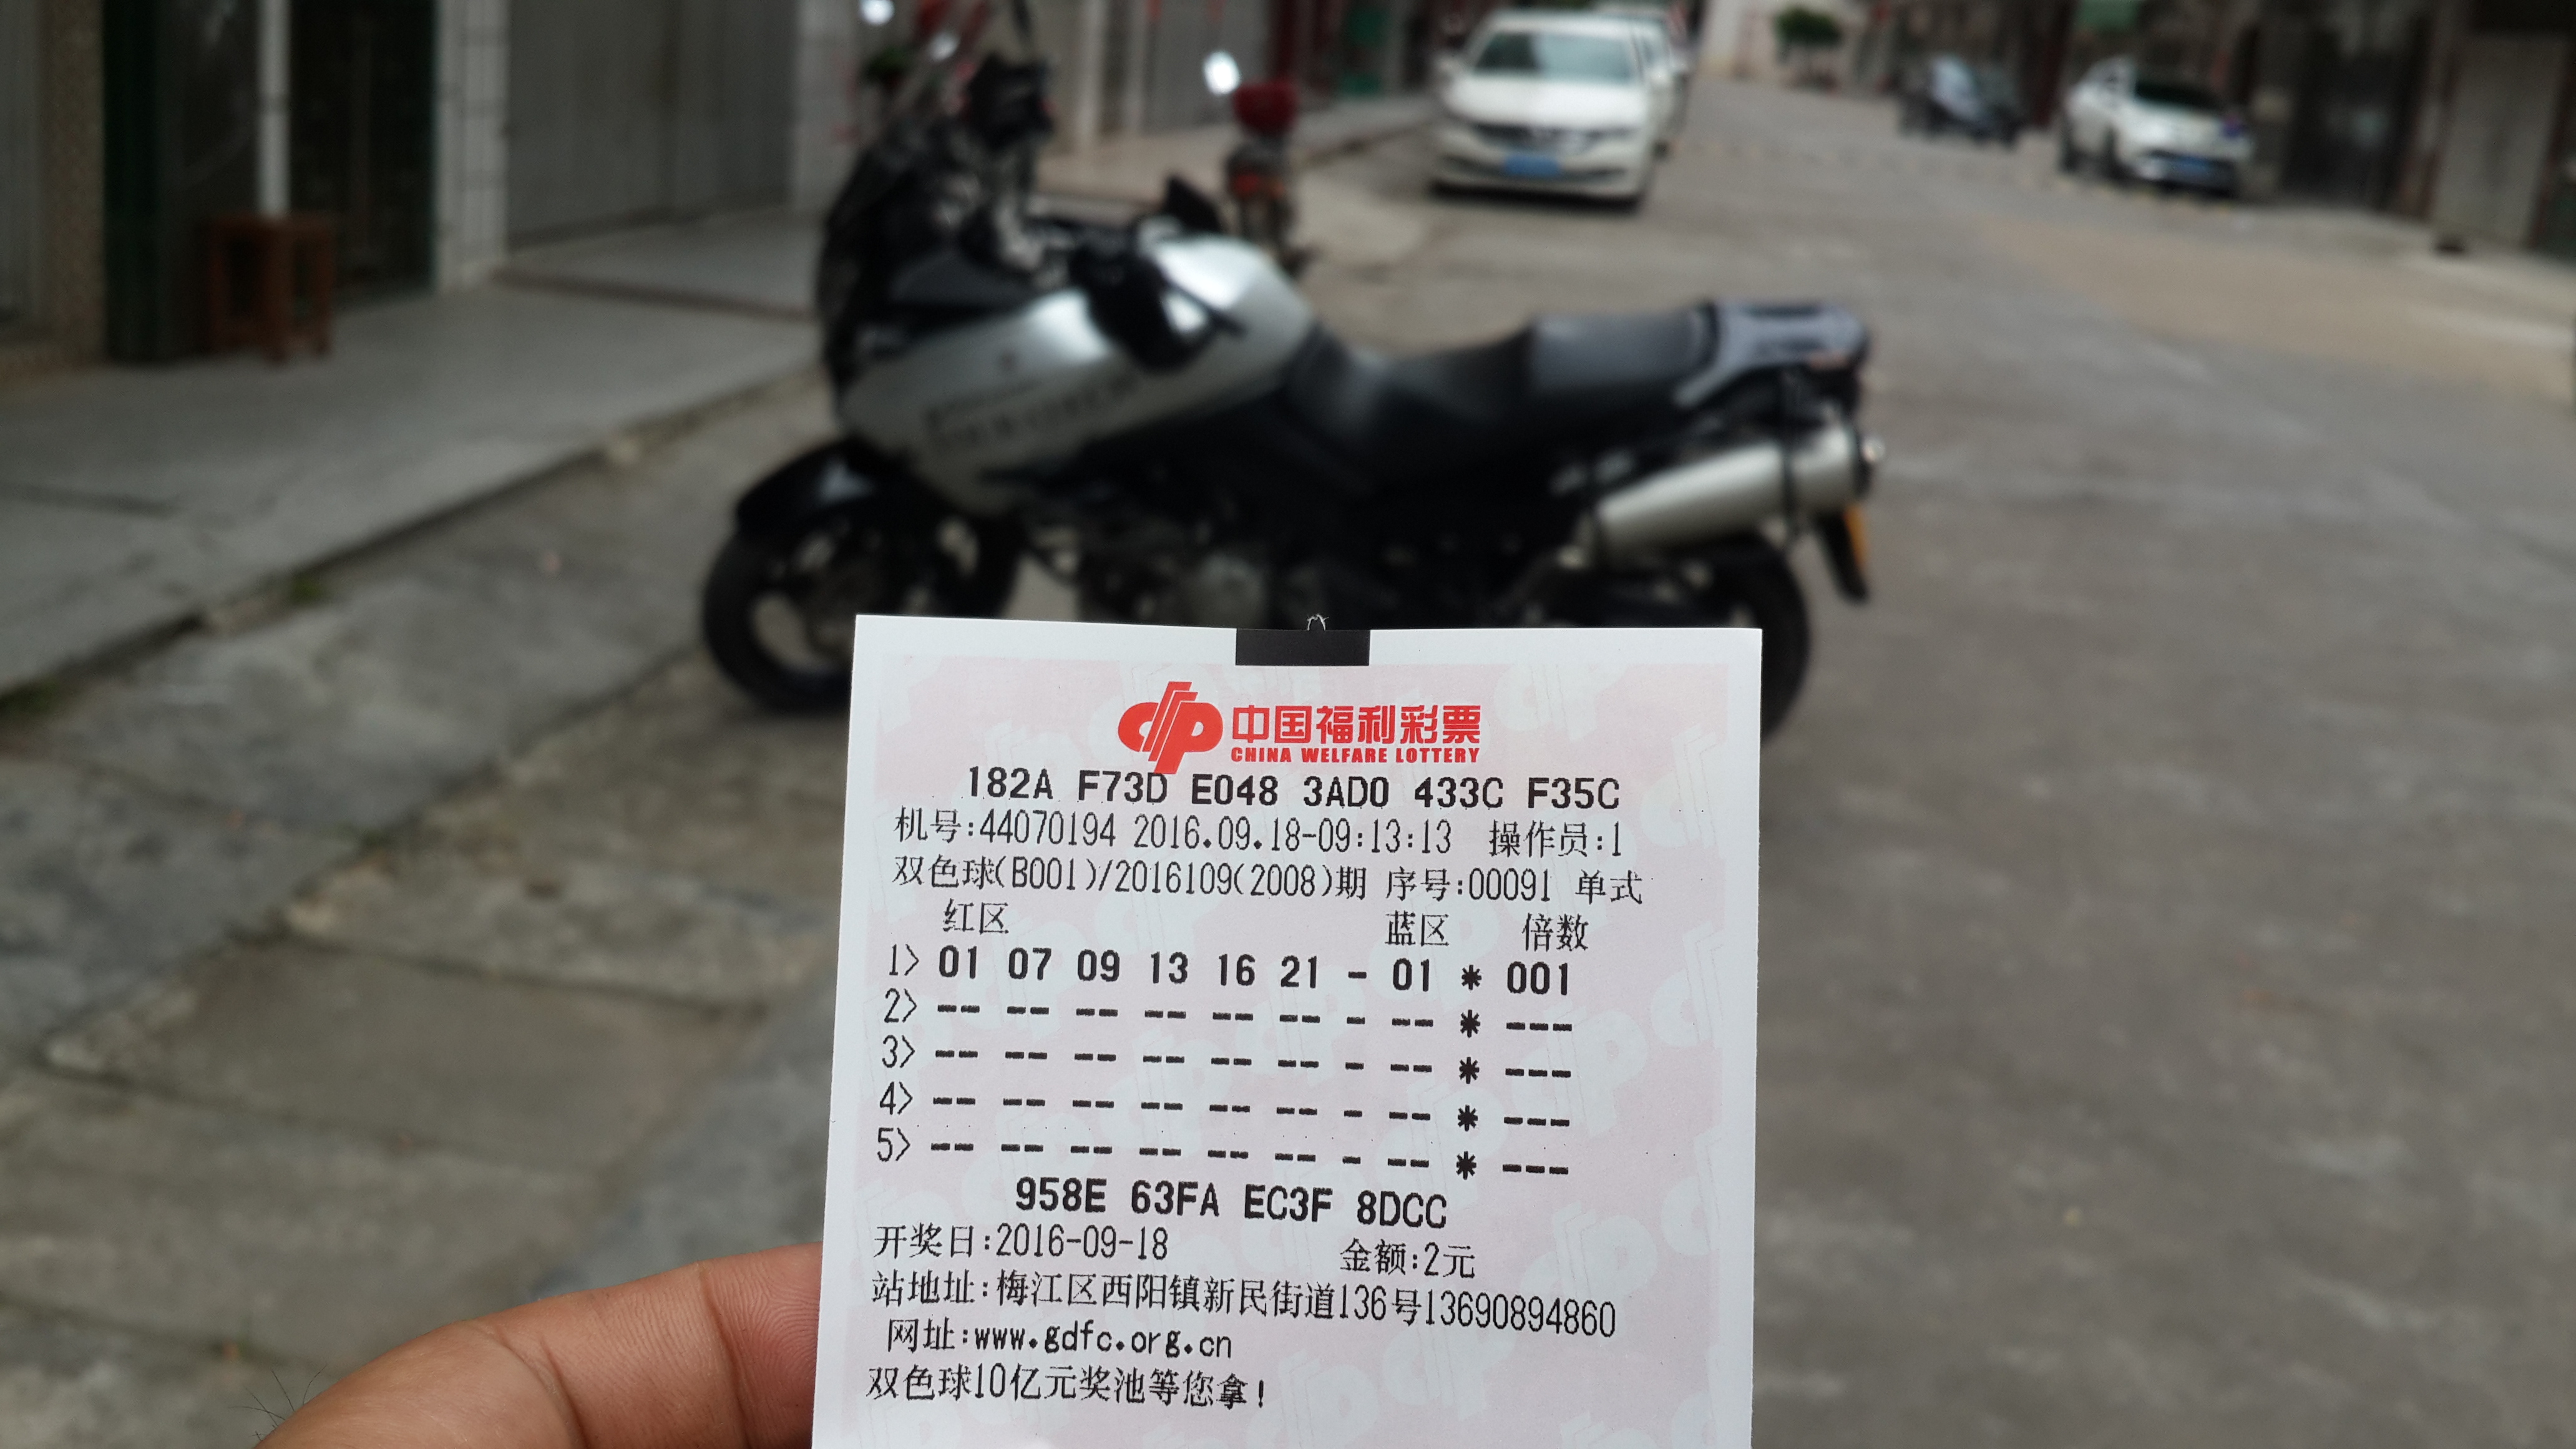 中国福利彩票
CHINA WELFARE LOTTERY
182A F73D E048 3AD0 433C F35C
机号:44070194 2016.09.18-09:13:13 操作员:1
双色球(B001)/2016109(2008)期 序号:00091 单式
红区 蓝区 倍数
1> 01 07 09 13 16 21 - 01 * 001
2> -- -- -- -- -- -- - -- * ---
3> -- -- -- -- -- -- - -- * ---
4> -- -- -- -- -- -- - -- * ---
5> -- -- -- -- -- -- - -- * ---
958E 63FA EC3F 8DCC
开奖日:2016-09-18 金额:2元
站地址:梅江区西阳镇新民街道136号13690894860
网址:www.gdfc.org.cn
双色球10亿元奖池等您拿!